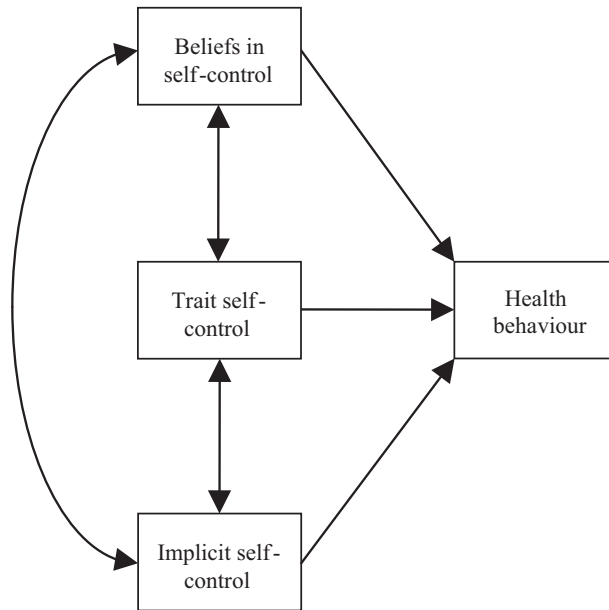 Beliefs in
self-control
Trait self-
control
Health
behaviour
Implicit self-
control